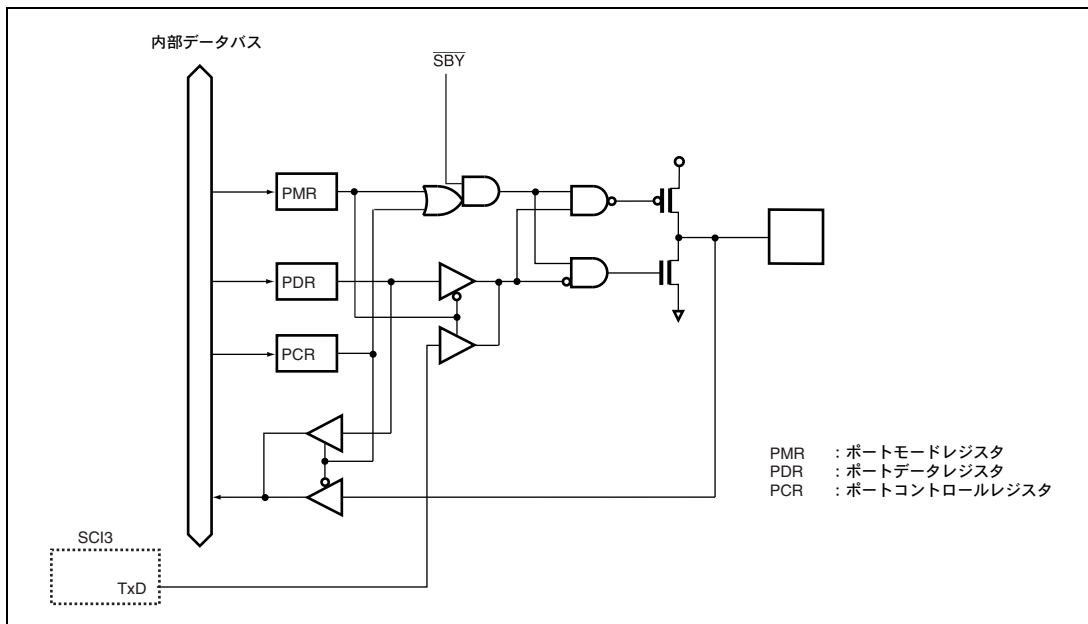 内部データバス
SBY
PMR
PDR
PCR
PMR : ポートモードレジスタ
PDR : ポートデータレジスタ
PCR : ポートコントロールレジスタ
SCI3
TxD